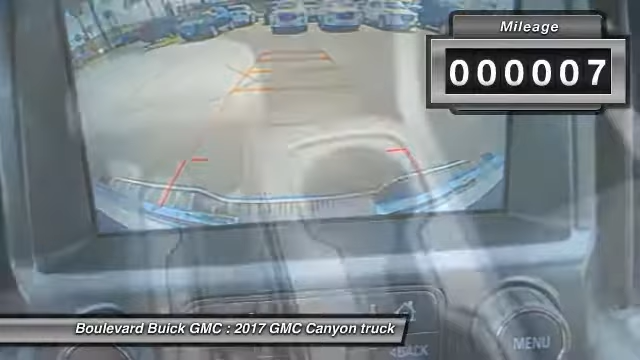 Mileage
000007
Boulevard Buick GMC : 2017 GMC Canyon truck
<BACK
MENU